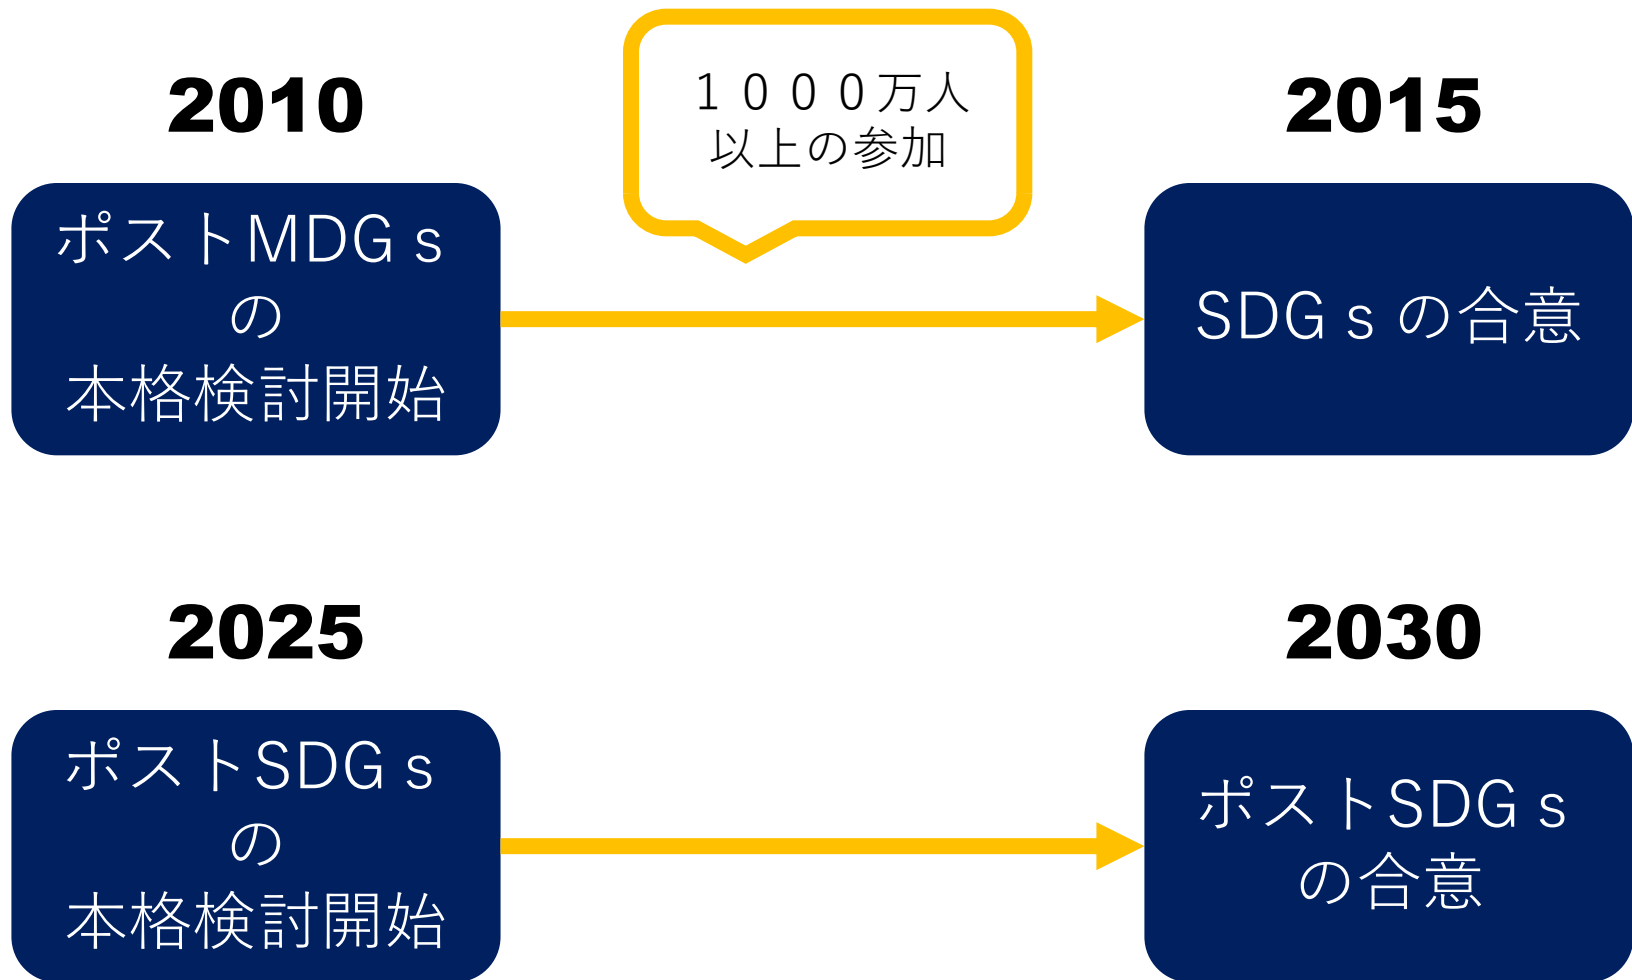 2010
１０００万人
以上の参加
2015
ポストMDGｓ
の
本格検討開始
SDGｓの合意
2025
2030
ポストSDGｓ
の
本格検討開始
ポストSDGｓ
の合意